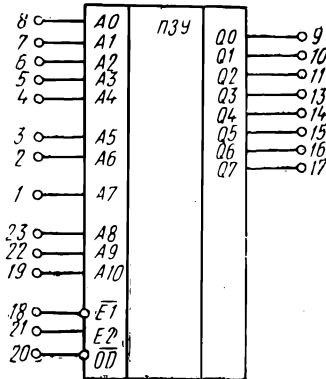 ПЗУ
8 A0 Q0 9
7 A1 Q1 10
6 A2 Q2 11
5 A3 Q3 13
4 A4 Q4 14
3 A5 Q5 15
2 A6 Q6 16
1 A7 Q7 17
23 A8
22 A9
19 A10
18 E̅1̅
21 E2
20 O̅D̅